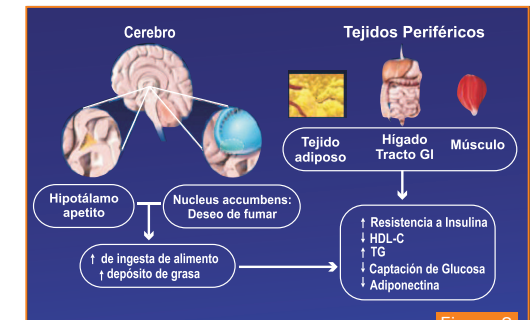 Cerebro
Tejidos Periféricos
Tejido
adiposo
Hígado
Tracto GI
Músculo
Hipotálamo
apetito
Nucleus accumbens:
Deseo de fumar
↑ de ingesta de alimento
↑ depósito de grasa
↑ Resistencia a Insulina
↓ HDL-C
↑ TG
↓ Captación de Glucosa
↓ Adiponectina